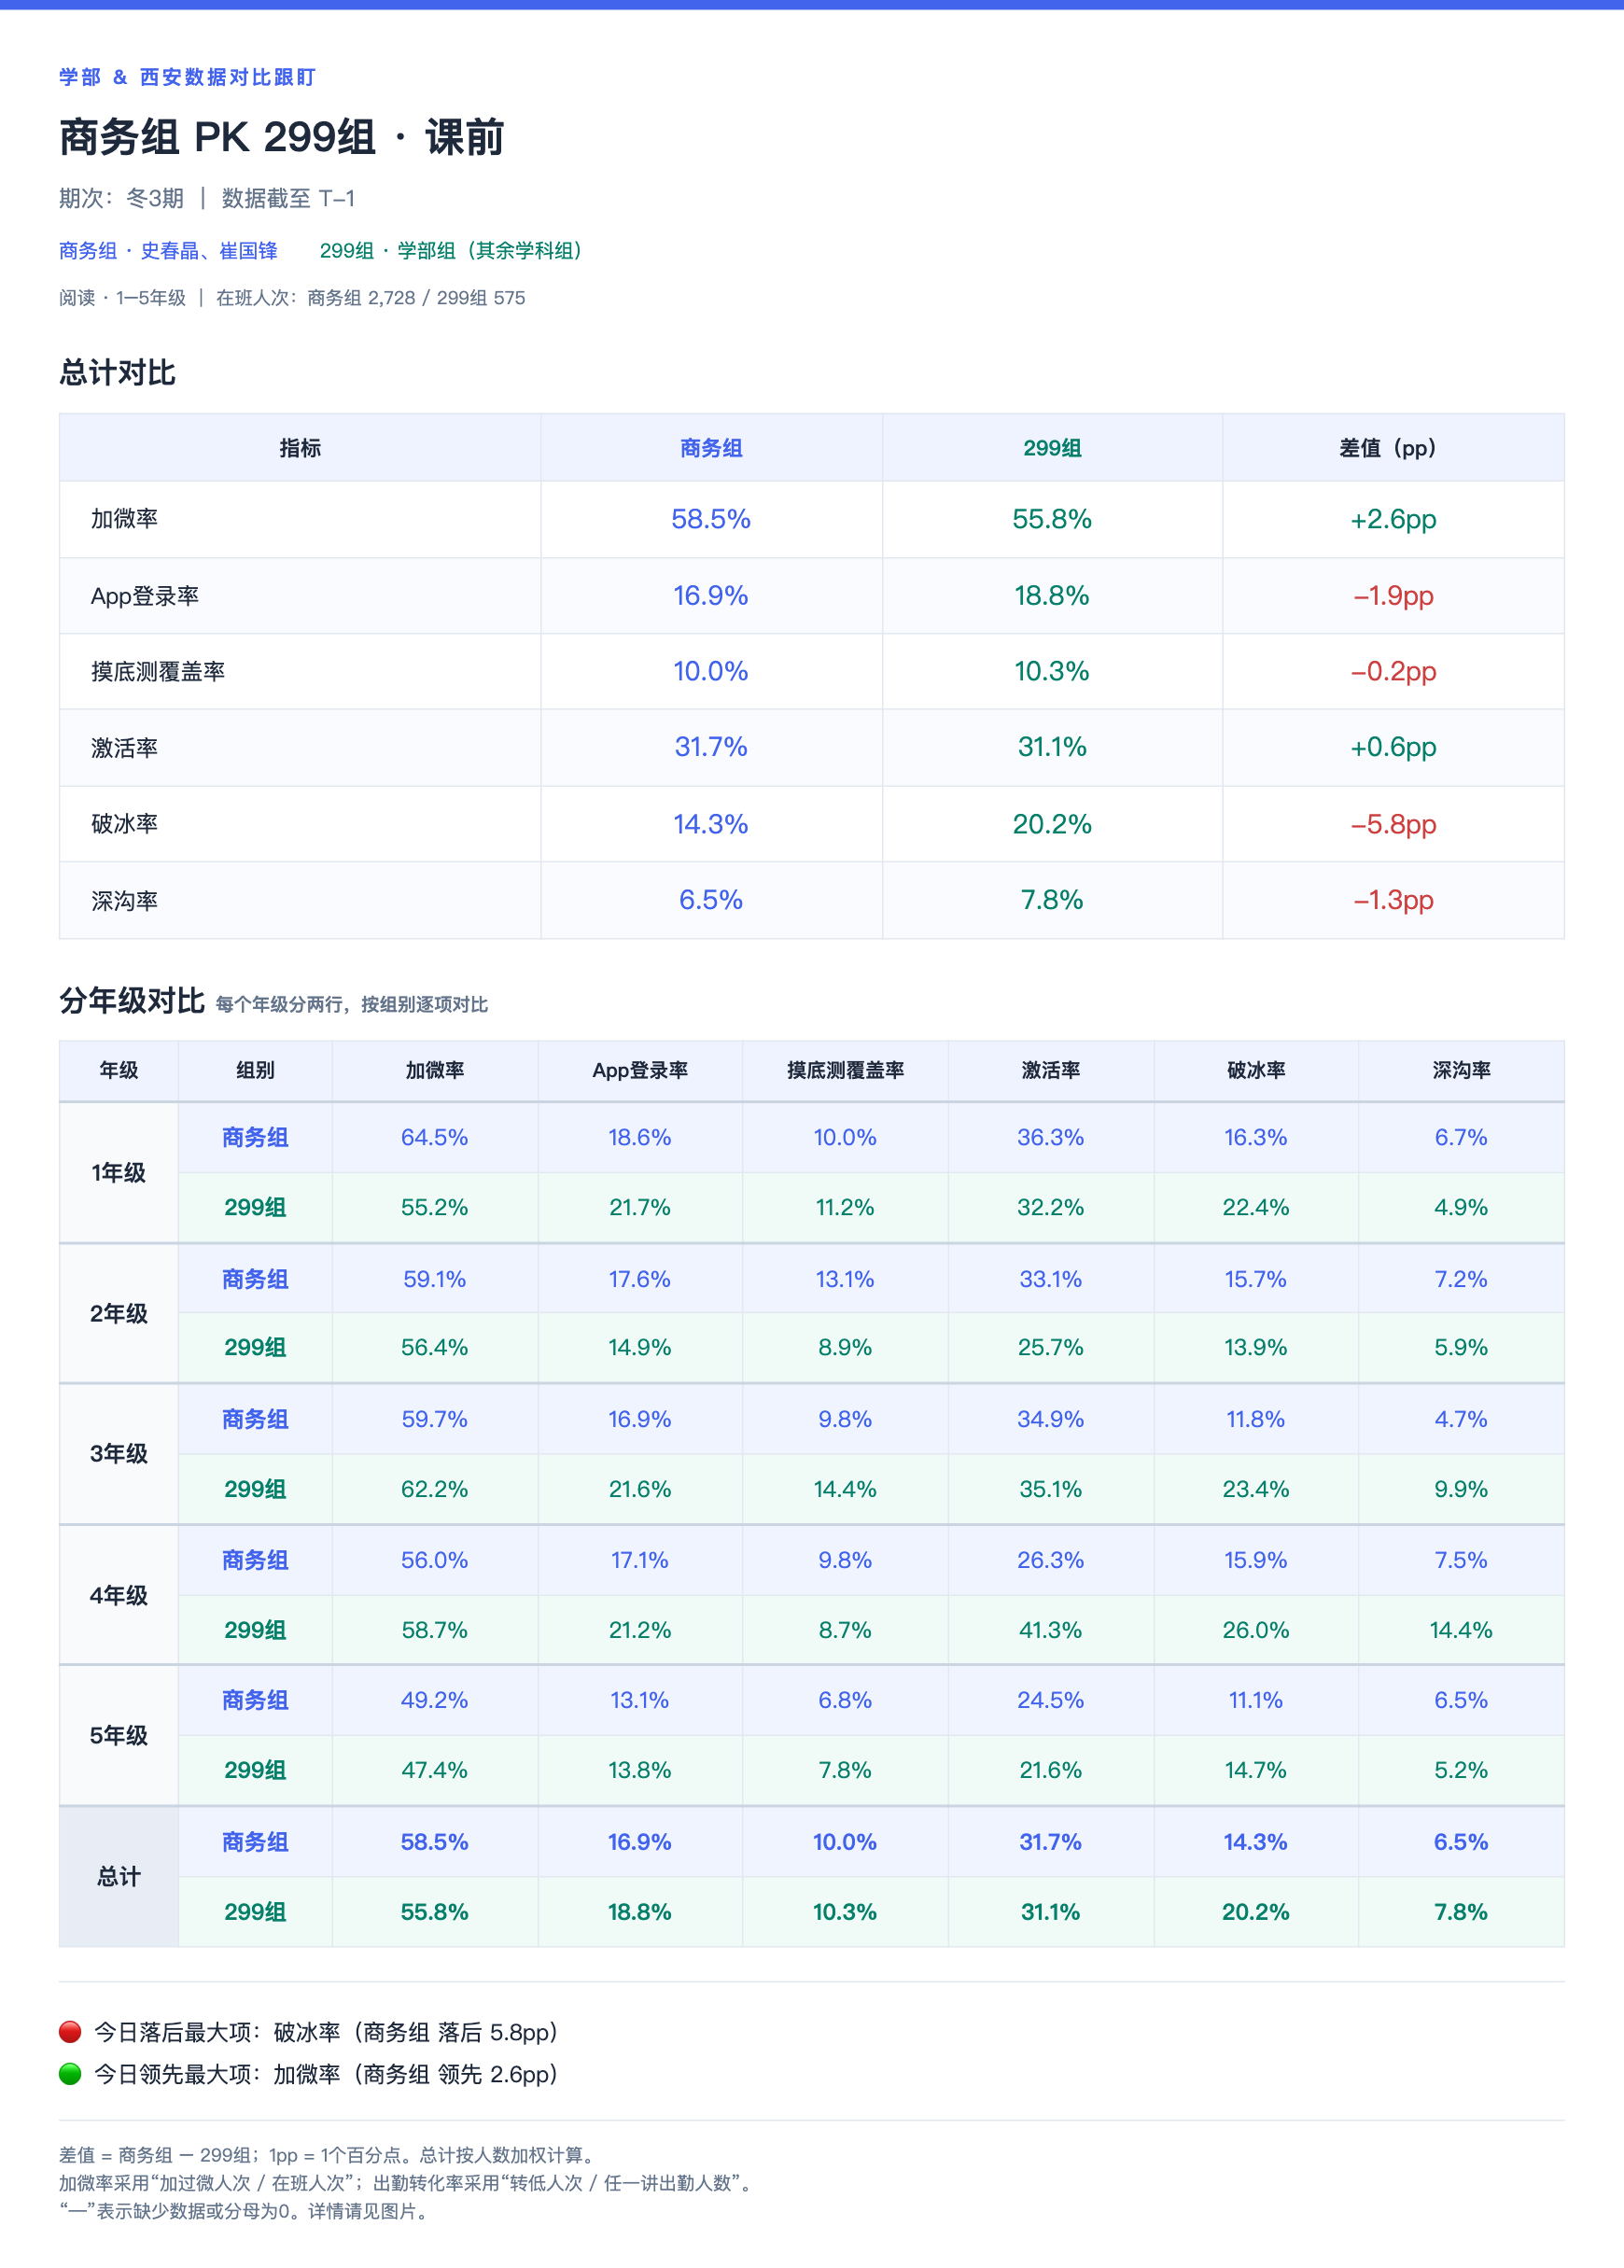 学部 & 西安数据对比跟盯
商务组 PK 299组 · 课前
期次：冬3期 ｜ 数据截至 T–1
商务组 · 史春晶、崔国锋 299组 · 学部组（其余学科组）
阅读 · 1—5年级 ｜ 在班人次：商务组 2,728 / 299组 575
总计对比
指标 商务组 299组 差值（pp）
加微率 58.5% 55.8% +2.6pp
App登录率 16.9% 18.8% –1.9pp
摸底测覆盖率 10.0% 10.3% –0.2pp
激活率 31.7% 31.1% +0.6pp
破冰率 14.3% 20.2% –5.8pp
深沟率 6.5% 7.8% –1.3pp
分年级对比 每个年级分两行，按组别逐项对比
年级 组别 加微率 App登录率 摸底测覆盖率 激活率 破冰率 深沟率
1年级
商务组 64.5% 18.6% 10.0% 36.3% 16.3% 6.7%
299组 55.2% 21.7% 11.2% 32.2% 22.4% 4.9%
2年级
商务组 59.1% 17.6% 13.1% 33.1% 15.7% 7.2%
299组 56.4% 14.9% 8.9% 25.7% 13.9% 5.9%
3年级
商务组 59.7% 16.9% 9.8% 34.9% 11.8% 4.7%
299组 62.2% 21.6% 14.4% 35.1% 23.4% 9.9%
4年级
商务组 56.0% 17.1% 9.8% 26.3% 15.9% 7.5%
299组 58.7% 21.2% 8.7% 41.3% 26.0% 14.4%
5年级
商务组 49.2% 13.1% 6.8% 24.5% 11.1% 6.5%
299组 47.4% 13.8% 7.8% 21.6% 14.7% 5.2%
总计
商务组 58.5% 16.9% 10.0% 31.7% 14.3% 6.5%
299组 55.8% 18.8% 10.3% 31.1% 20.2% 7.8%
今日落后最大项：破冰率（商务组 落后 5.8pp）
今日领先最大项：加微率（商务组 领先 2.6pp）
差值 = 商务组 − 299组；1pp = 1个百分点。总计按人数加权计算。
加微率采用“加过微人次 / 在班人次”；出勤转化率采用“转低人次 / 任一讲出勤人数”。
“—”表示缺少数据或分母为0。详情请见图片。